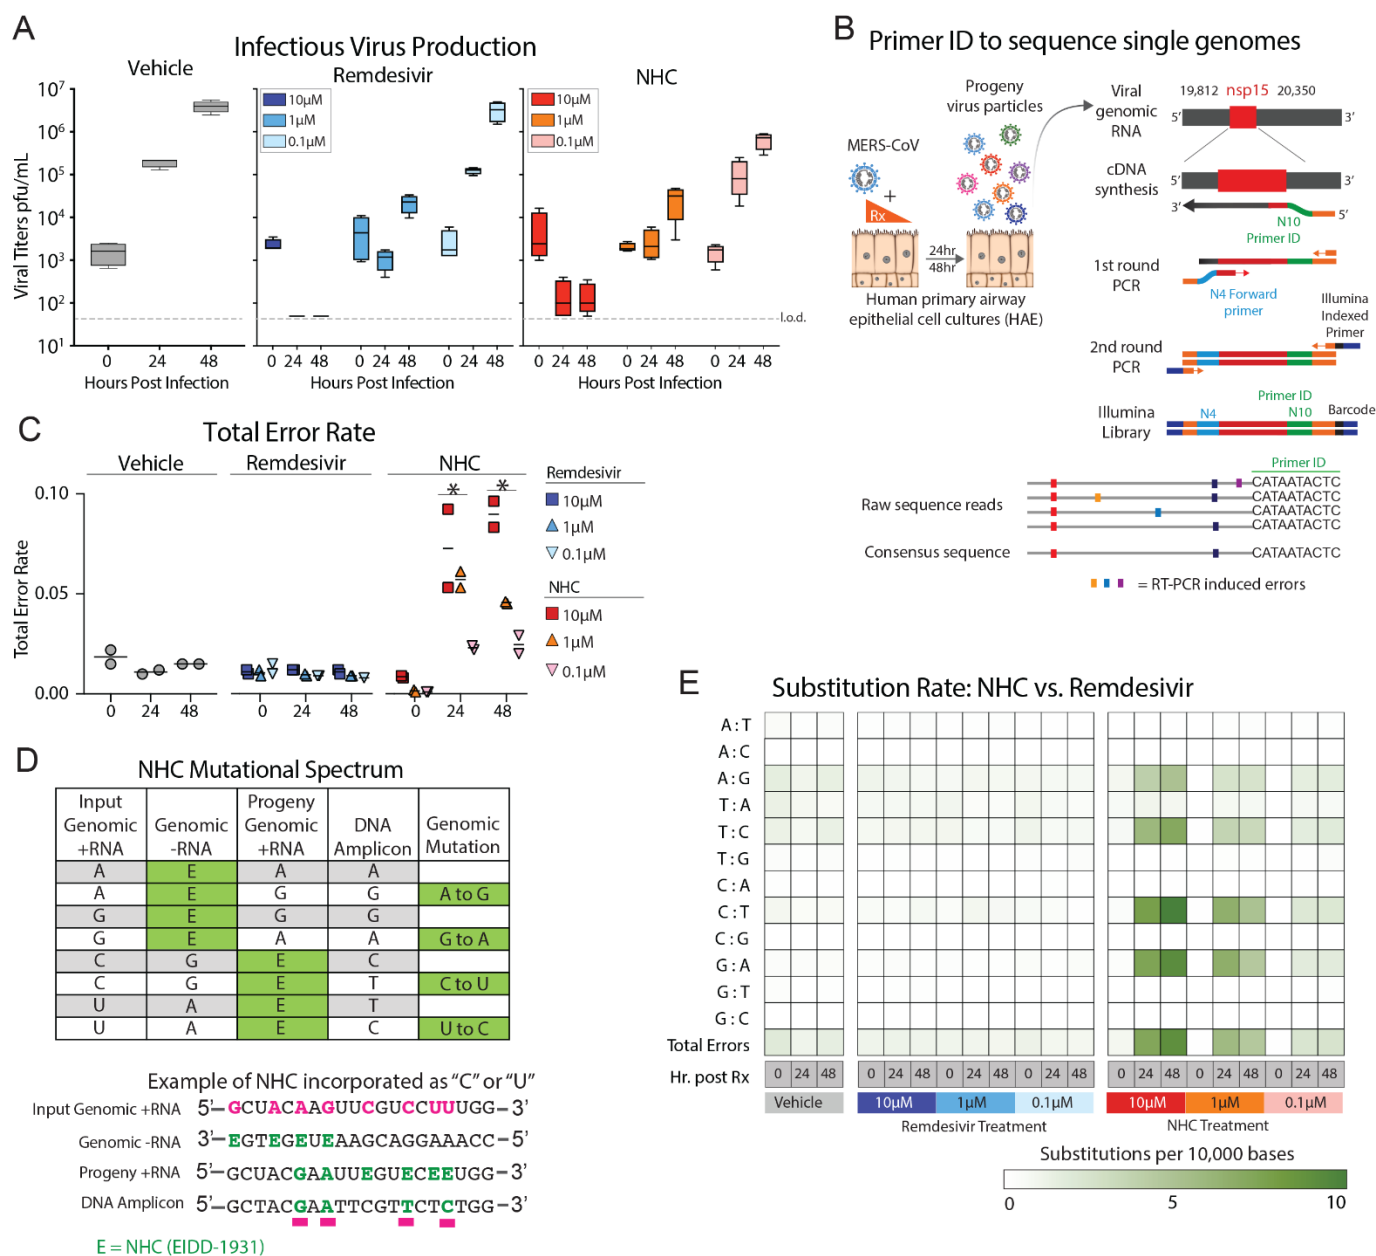 A
Infectious Virus Production
Vehicle
Remdesivir
NHC
10μM
1μM
0.1μM
10μM
1μM
0.1μM
Viral Titers pfu/mL
10⁷
10⁶
10⁵
10⁴
10³
10²
10¹
l.o.d.
0 24 48
0 24 48 0 24 48 0 24 48
0 24 48 0 24 48 0 24 48
Hours Post Infection
Hours Post Infection
Hours Post Infection
B
Primer ID to sequence single genomes
Progeny
virus particles
MERS-CoV
+
Rx
24hr
48hr
Human primary airway
epithelial cell cultures (HAE)
Viral
genomic
RNA
19,812 nsp15 20,350
5′ 3′
cDNA
synthesis
5′ 3′
3′ 5′
N10
Primer ID
1st round
PCR
N4 Forward
primer
Illumina
Indexed
Primer
2nd round
PCR
Illumina
Library
N4
Primer ID
N10
Barcode
Primer ID
Raw sequence reads
CATAATACTC
CATAATACTC
CATAATACTC
CATAATACTC
Consensus sequence
CATAATACTC
= RT-PCR induced errors
C
Total Error Rate
Vehicle
Remdesivir
NHC
Total Error Rate
0.10
0.05
0.00
* *
0 24 48
0 24 48
0 24 48
Remdesivir
10μM
1μM
0.1μM
NHC
10μM
1μM
0.1μM
D
NHC Mutational Spectrum
Input Genomic +RNA
Genomic -RNA
Progeny Genomic +RNA
DNA Amplicon
Genomic Mutation
A E A A
A E G G A to G
G E G G
G E A A G to A
C G E C
C G E T C to U
U A E T
U A E C U to C
Example of NHC incorporated as “C” or “U”
Input Genomic +RNA 5′–GCUACAAGUUCGUCCUUUGG–3′
Genomic -RNA 3′–EGTEGEUEAAGCAGGAAACC-5′
Progeny +RNA 5′–GCUACGAAUUEGUECEEUGG–3′
DNA Amplicon 5′–GCTACGAATTCGTTCTCTGG–3′
E = NHC (EIDD-1931)
E
Substitution Rate: NHC vs. Remdesivir
A : T
A : C
A : G
T : A
T : C
T : G
C : A
C : T
C : G
G : A
G : T
G : C
Total Errors
Hr. post Rx
0 24 48
0 24 48 0 24 48 0 24 48
0 24 48 0 24 48 0 24 48
Vehicle
10μM 1μM 0.1μM
10μM 1μM 0.1μM
Remdesivir Treatment
NHC Treatment
Substitutions per 10,000 bases
0 5 10